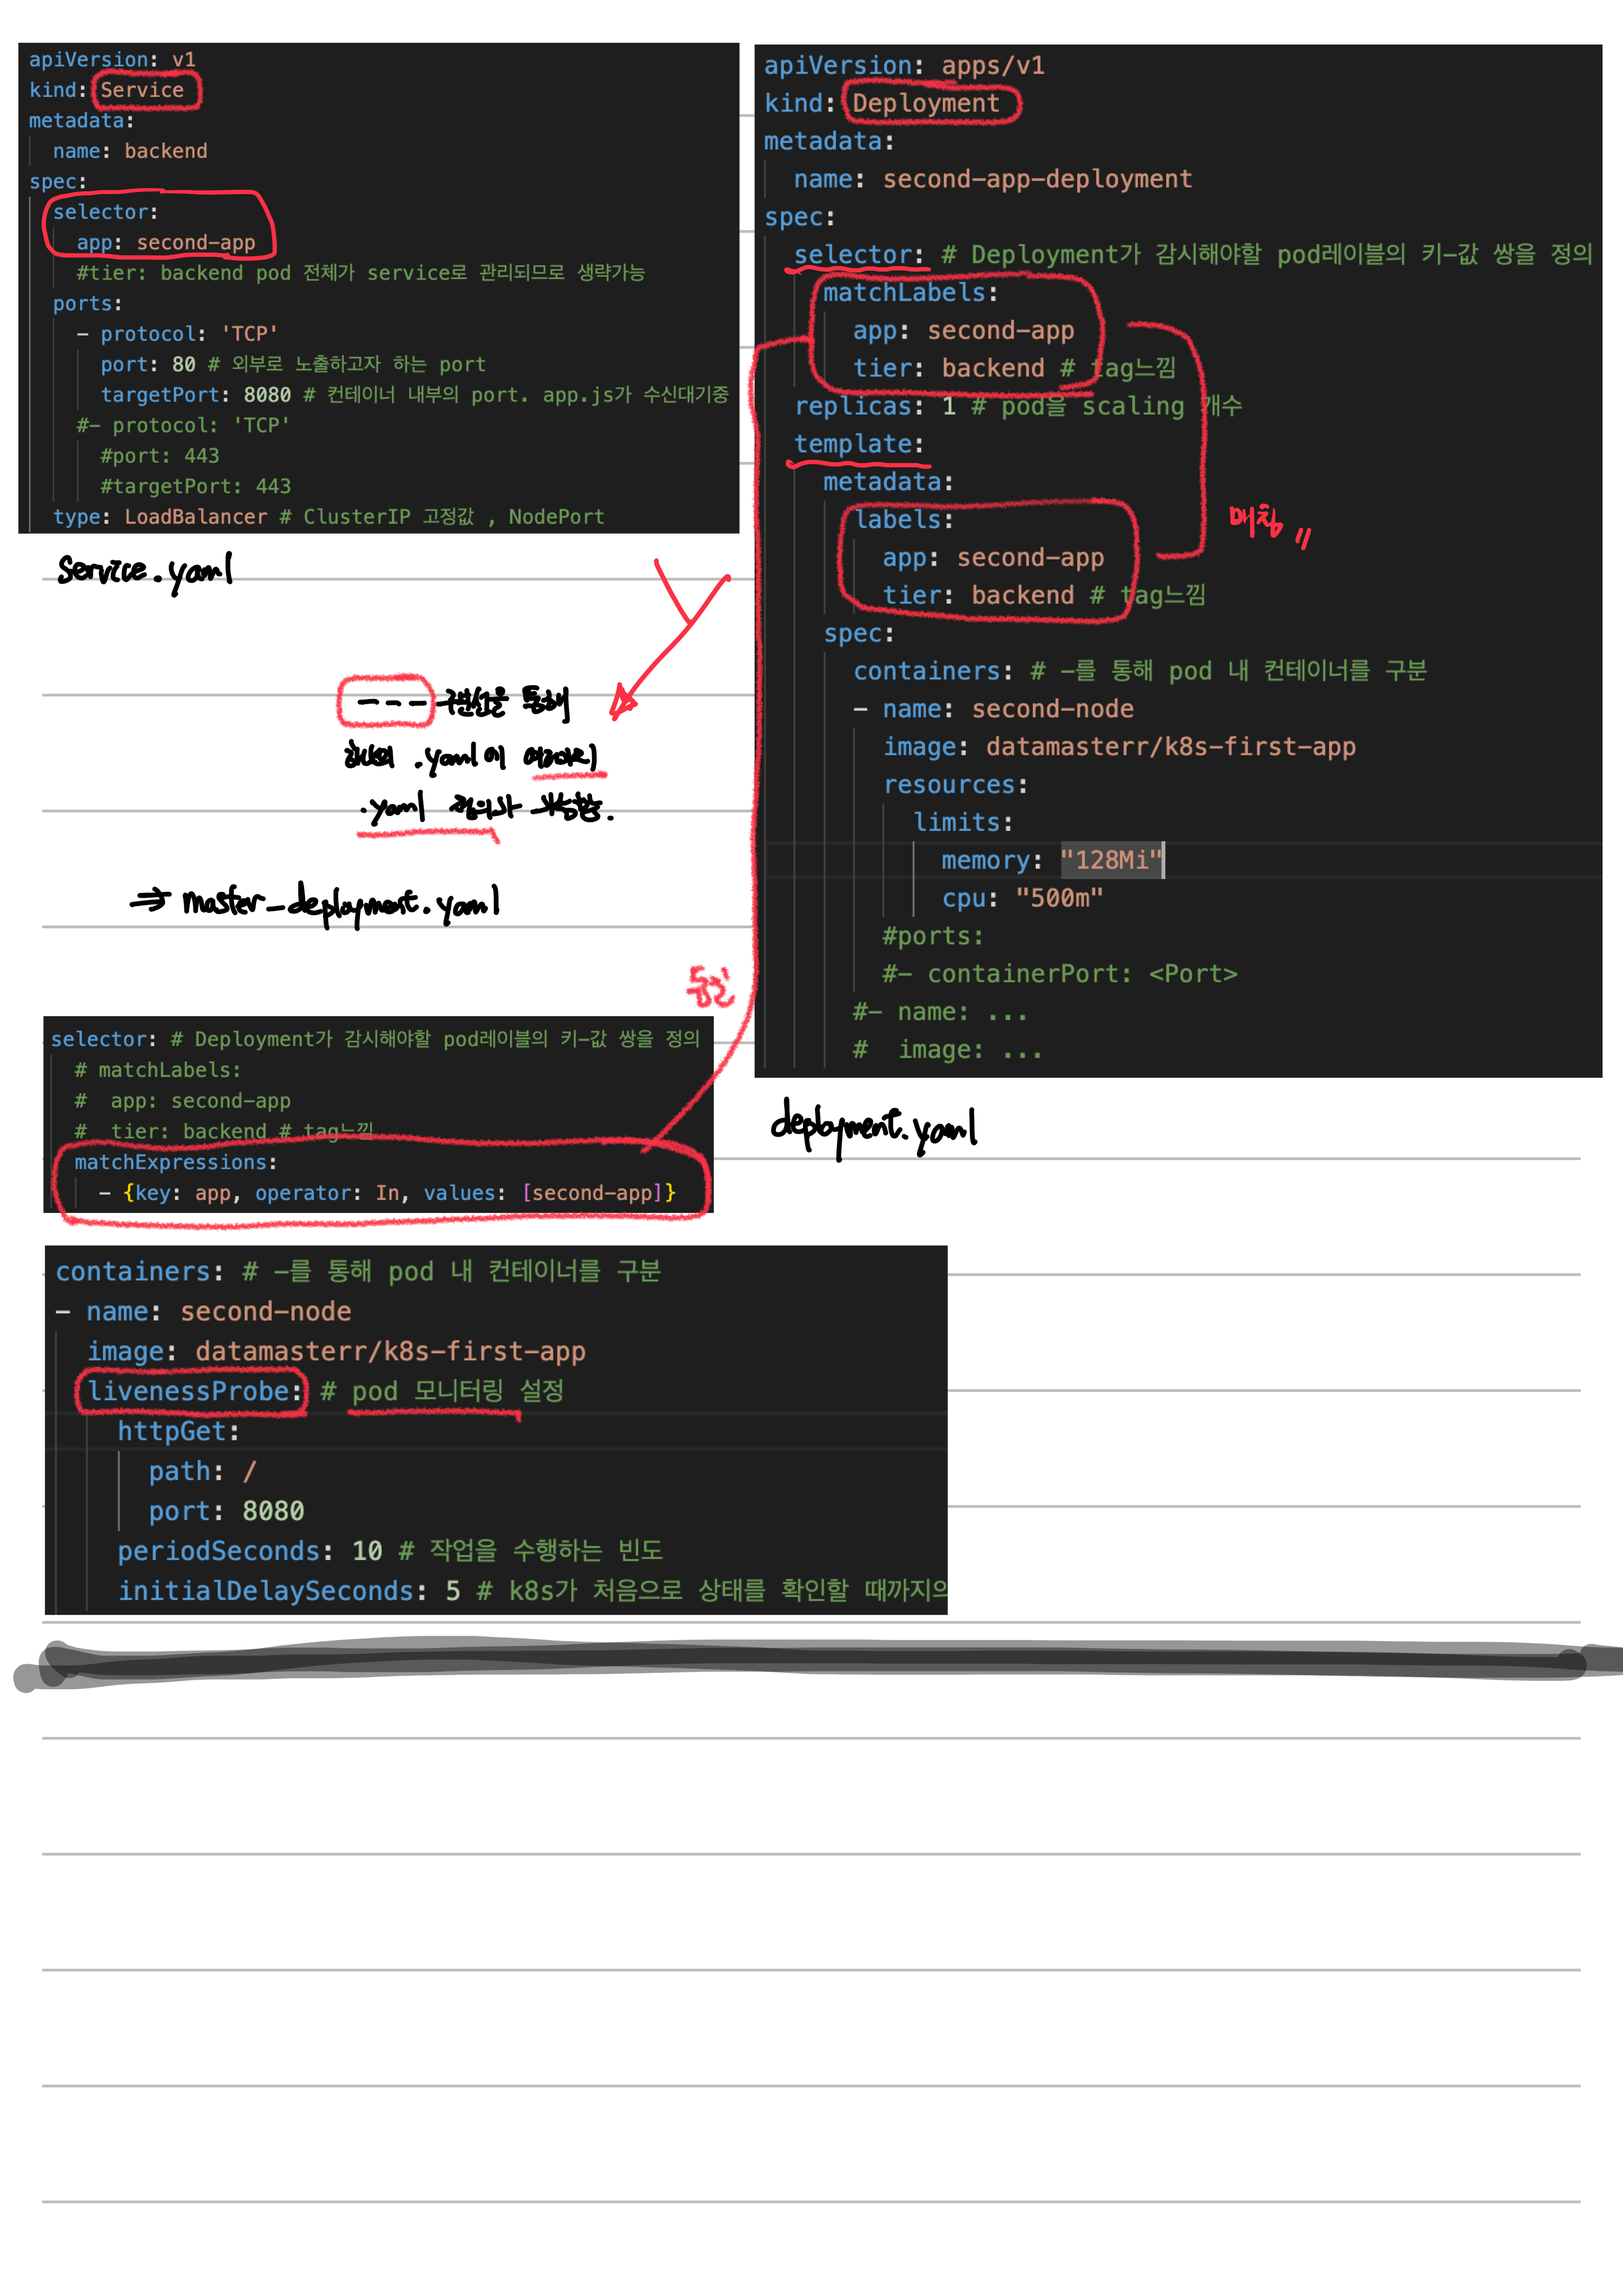 apiVersion: v1
kind: Service
metadata:
  name: backend
spec:
  selector:
    app: second-app
    #tier: backend pod 전체가 service로 관리되므로 생략가능
  ports:
    - protocol: 'TCP'
      port: 80 # 외부로 노출하고자 하는 port
      targetPort: 8080 # 컨테이너 내부의 port. app.js가 수신대기중
    #- protocol: 'TCP'
      #port: 443
      #targetPort: 443
  type: LoadBalancer # ClusterIP 고정값 , NodePort
Service.yaml
apiVersion: apps/v1
kind: Deployment
metadata:
  name: second-app-deployment
spec:
  selector: # Deployment가 감시해야할 pod레이블의 키-값 쌍을 정의
    matchLabels:
      app: second-app
      tier: backend # tag느낌
  replicas: 1 # pod을 scaling 개수
  template:
    metadata:
      labels:
        app: second-app
        tier: backend # tag느낌
    spec:
      containers: # -를 통해 pod 내 컨테이너를 구분
      - name: second-node
        image: datamasterr/k8s-first-app
        resources:
          limits:
            memory: "128Mi"
            cpu: "500m"
        #ports:
        #- containerPort: <Port>
      #- name: ...
      #  image: ...
deployment.yaml
매칭
--- 구분선을 통해
하나의 .yaml에 여러개의
.yaml 정의가 가능함.
⇒ master_deployment.yaml
selector: # Deployment가 감시해야할 pod레이블의 키-값 쌍을 정의
  # matchLabels:
  #  app: second-app
  #  tier: backend # tag느낌
  matchExpressions:
    - {key: app, operator: In, values: [second-app]}
containers: # -를 통해 pod 내 컨테이너를 구분
- name: second-node
  image: datamasterr/k8s-first-app
  livenessProbe: # pod 모니터링 설정
    httpGet:
      path: /
      port: 8080
    periodSeconds: 10 # 작업을 수행하는 빈도
    initialDelaySeconds: 5 # k8s가 처음으로 상태를 확인할 때까지의